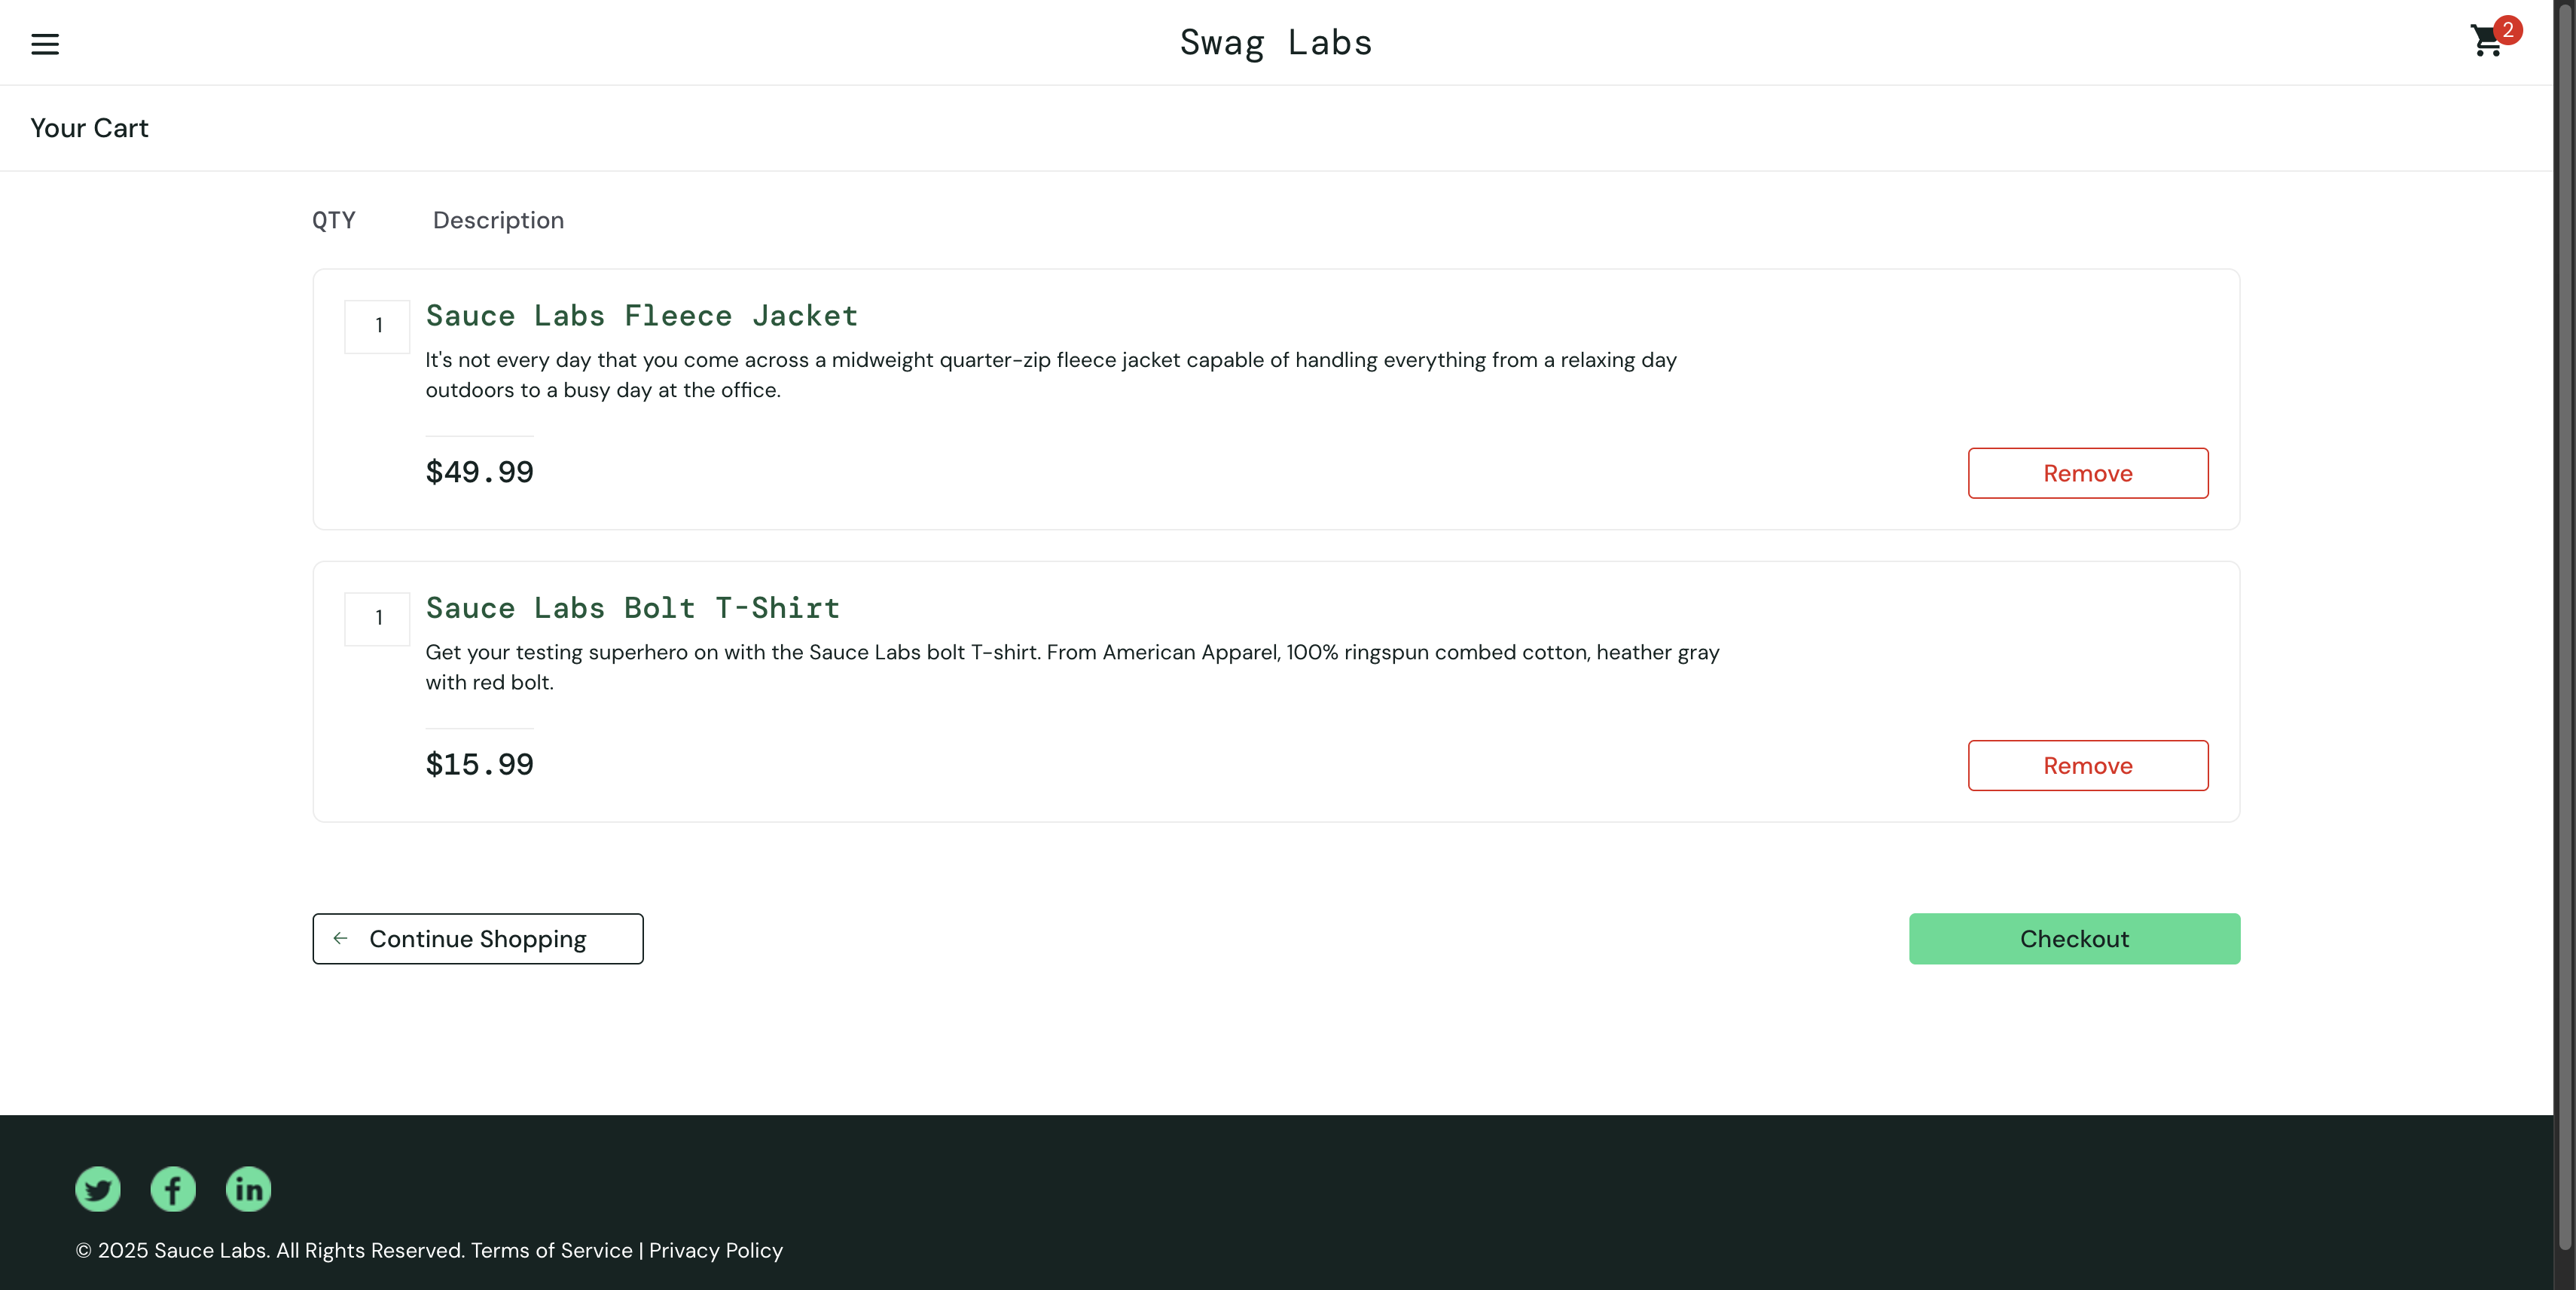 Swag Labs
2
Your Cart
QTY Description
1
Sauce Labs Fleece Jacket
It's not every day that you come across a midweight quarter-zip fleece jacket capable of handling everything from a relaxing day
outdoors to a busy day at the office.
$49.99
Remove
1
Sauce Labs Bolt T-Shirt
Get your testing superhero on with the Sauce Labs bolt T-shirt. From American Apparel, 100% ringspun combed cotton, heather gray
with red bolt.
$15.99
Remove
Continue Shopping
Checkout
© 2025 Sauce Labs. All Rights Reserved. Terms of Service | Privacy Policy